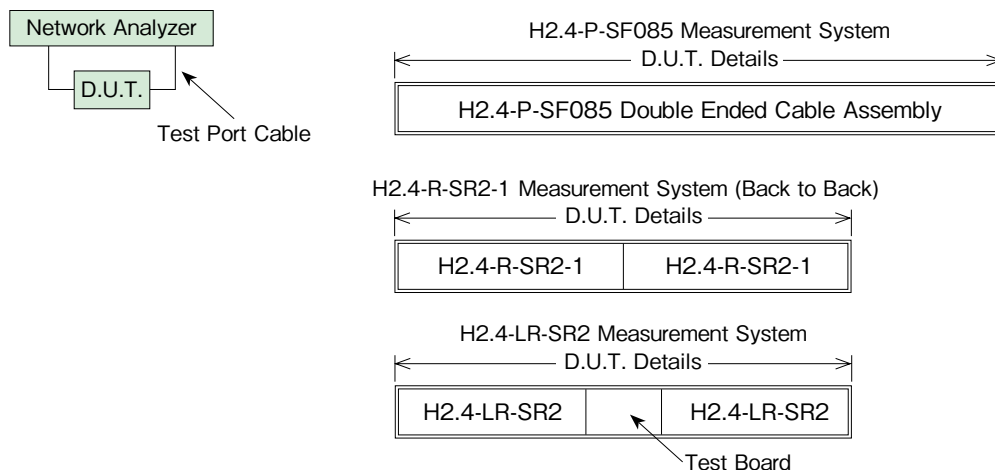 Network Analyzer
D.U.T.
Test Port Cable
H2.4-P-SF085 Measurement System
D.U.T. Details
H2.4-P-SF085 Double Ended Cable Assembly
H2.4-R-SR2-1 Measurement System (Back to Back)
D.U.T. Details
H2.4-R-SR2-1 H2.4-R-SR2-1
H2.4-LR-SR2 Measurement System
D.U.T. Details
H2.4-LR-SR2 H2.4-LR-SR2
Test Board